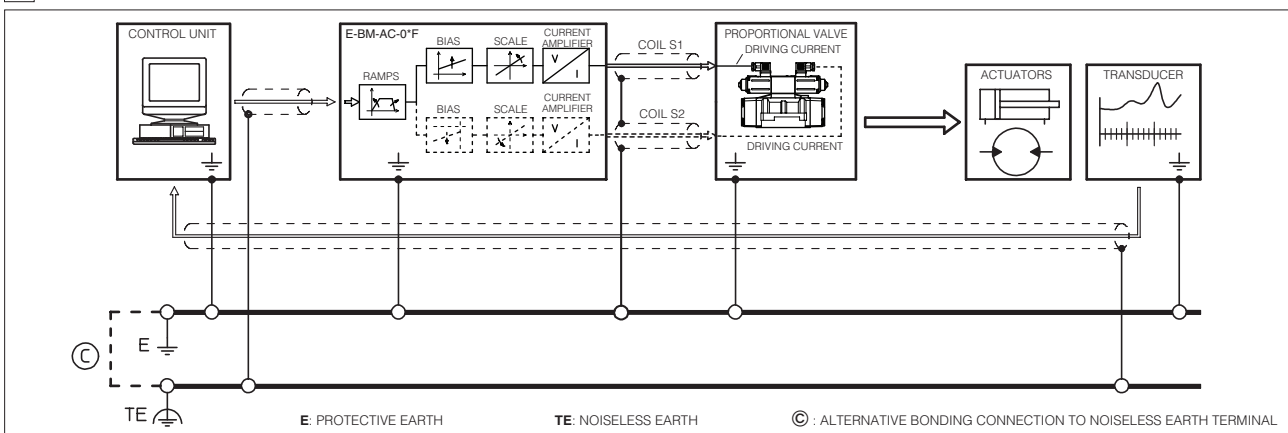 CONTROL UNIT
E-BM-AC-0*F
RAMPS
BIAS
SCALE
CURRENT
AMPLIFIER
V
I
BIAS
SCALE
CURRENT
AMPLIFIER
V
I
COIL S1
COIL S2
PROPORTIONAL VALVE
DRIVING CURRENT
DRIVING CURRENT
ACTUATORS
TRANSDUCER
C
E
TE
E: PROTECTIVE EARTH
TE: NOISELESS EARTH
Ⓒ : ALTERNATIVE BONDING CONNECTION TO NOISELESS EARTH TERMINAL